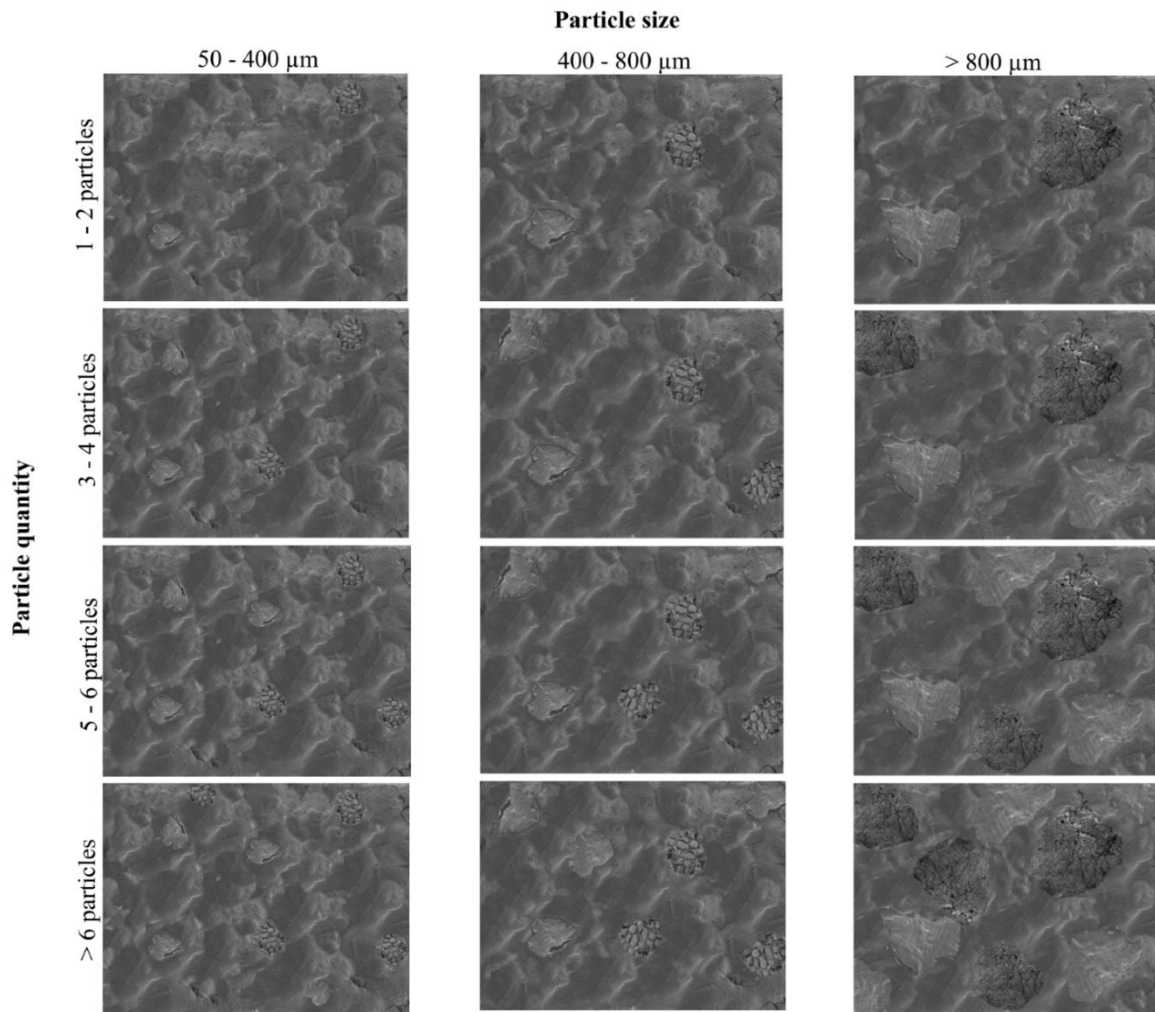 Particle size
50 - 400 µm
400 - 800 µm
> 800 µm
Particle quantity
1 - 2 particles
3 - 4 particles
5 - 6 particles
> 6 particles